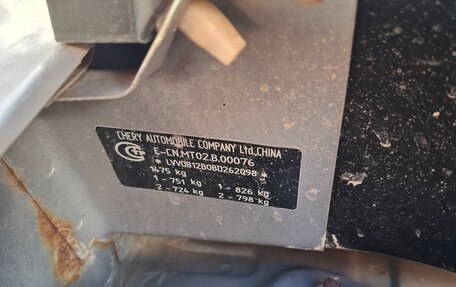 CHERY AUTOMOBILE COMPANY Ltd.,CHINA
E-CN.MT02.B.00076
* LVVDB12B0BD262098 *
1475 kg
1 - 751 kg 1 - 826 kg
2 - 724 kg 2 - 798 kg